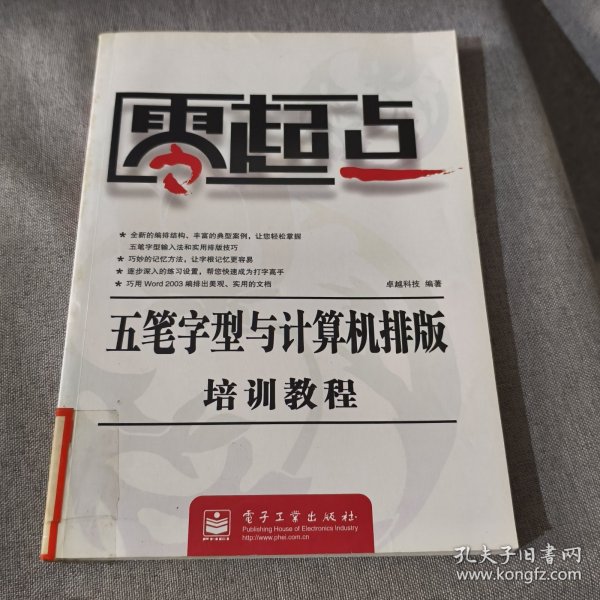 零起点
★ 全新的编排结构、丰富的典型案例，让您轻松掌握
五笔字型输入法和实用排版技巧
★ 巧妙的记忆方法，让字根记忆更容易
★ 逐步深入的练习设置，帮您快速成为打字高手
★ 巧用 Word 2003 编排出美观、实用的文档
卓越科技 编著
五笔字型与计算机排版
培训教程
PHEI
电子工业出版社
Publishing House of Electronics Industry
http://www.phei.com.cn
孔夫子旧书网
www.kongfz.com